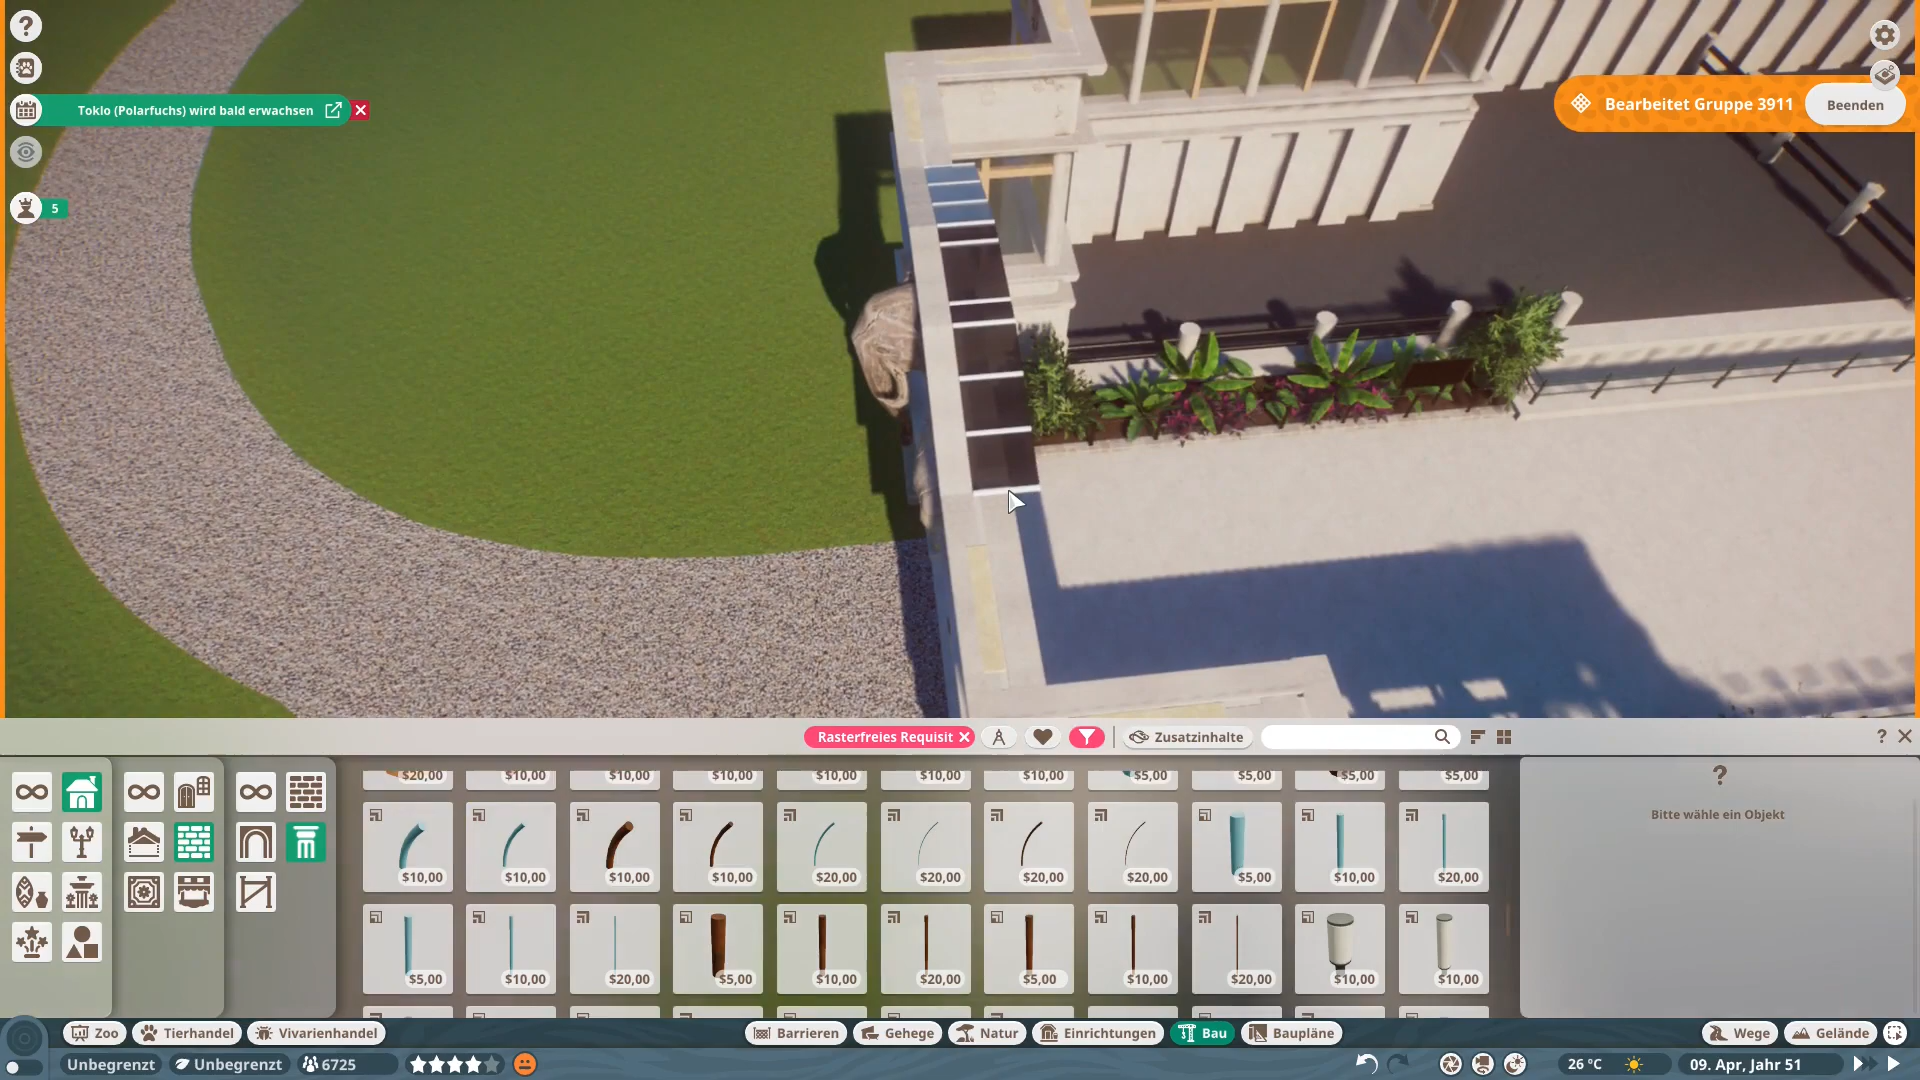 Toklo (Polarfuchs) wird bald erwachsen
Bearbeitet Gruppe 3911
Beenden
5
Rasterfreies Requisit
Zusatzinhalte
?
$20,00 $10,00 $10,00 $10,00 $10,00 $10,00 $10,00 $5,00 $5,00 $5,00 $5,00
$10,00 $10,00 $10,00 $10,00 $20,00 $20,00 $20,00 $20,00 $5,00 $10,00 $20,00
$5,00 $10,00 $20,00 $5,00 $10,00 $20,00 $5,00 $10,00 $20,00 $10,00 $10,00
?
Bitte wähle ein Objekt
Zoo Tierhandel Vivarienhandel Barrieren Gehege Natur Einrichtungen Bau Baupläne Wege Gelände
Unbegrenzt Unbegrenzt 6725 26 °C 09. Apr, Jahr 51